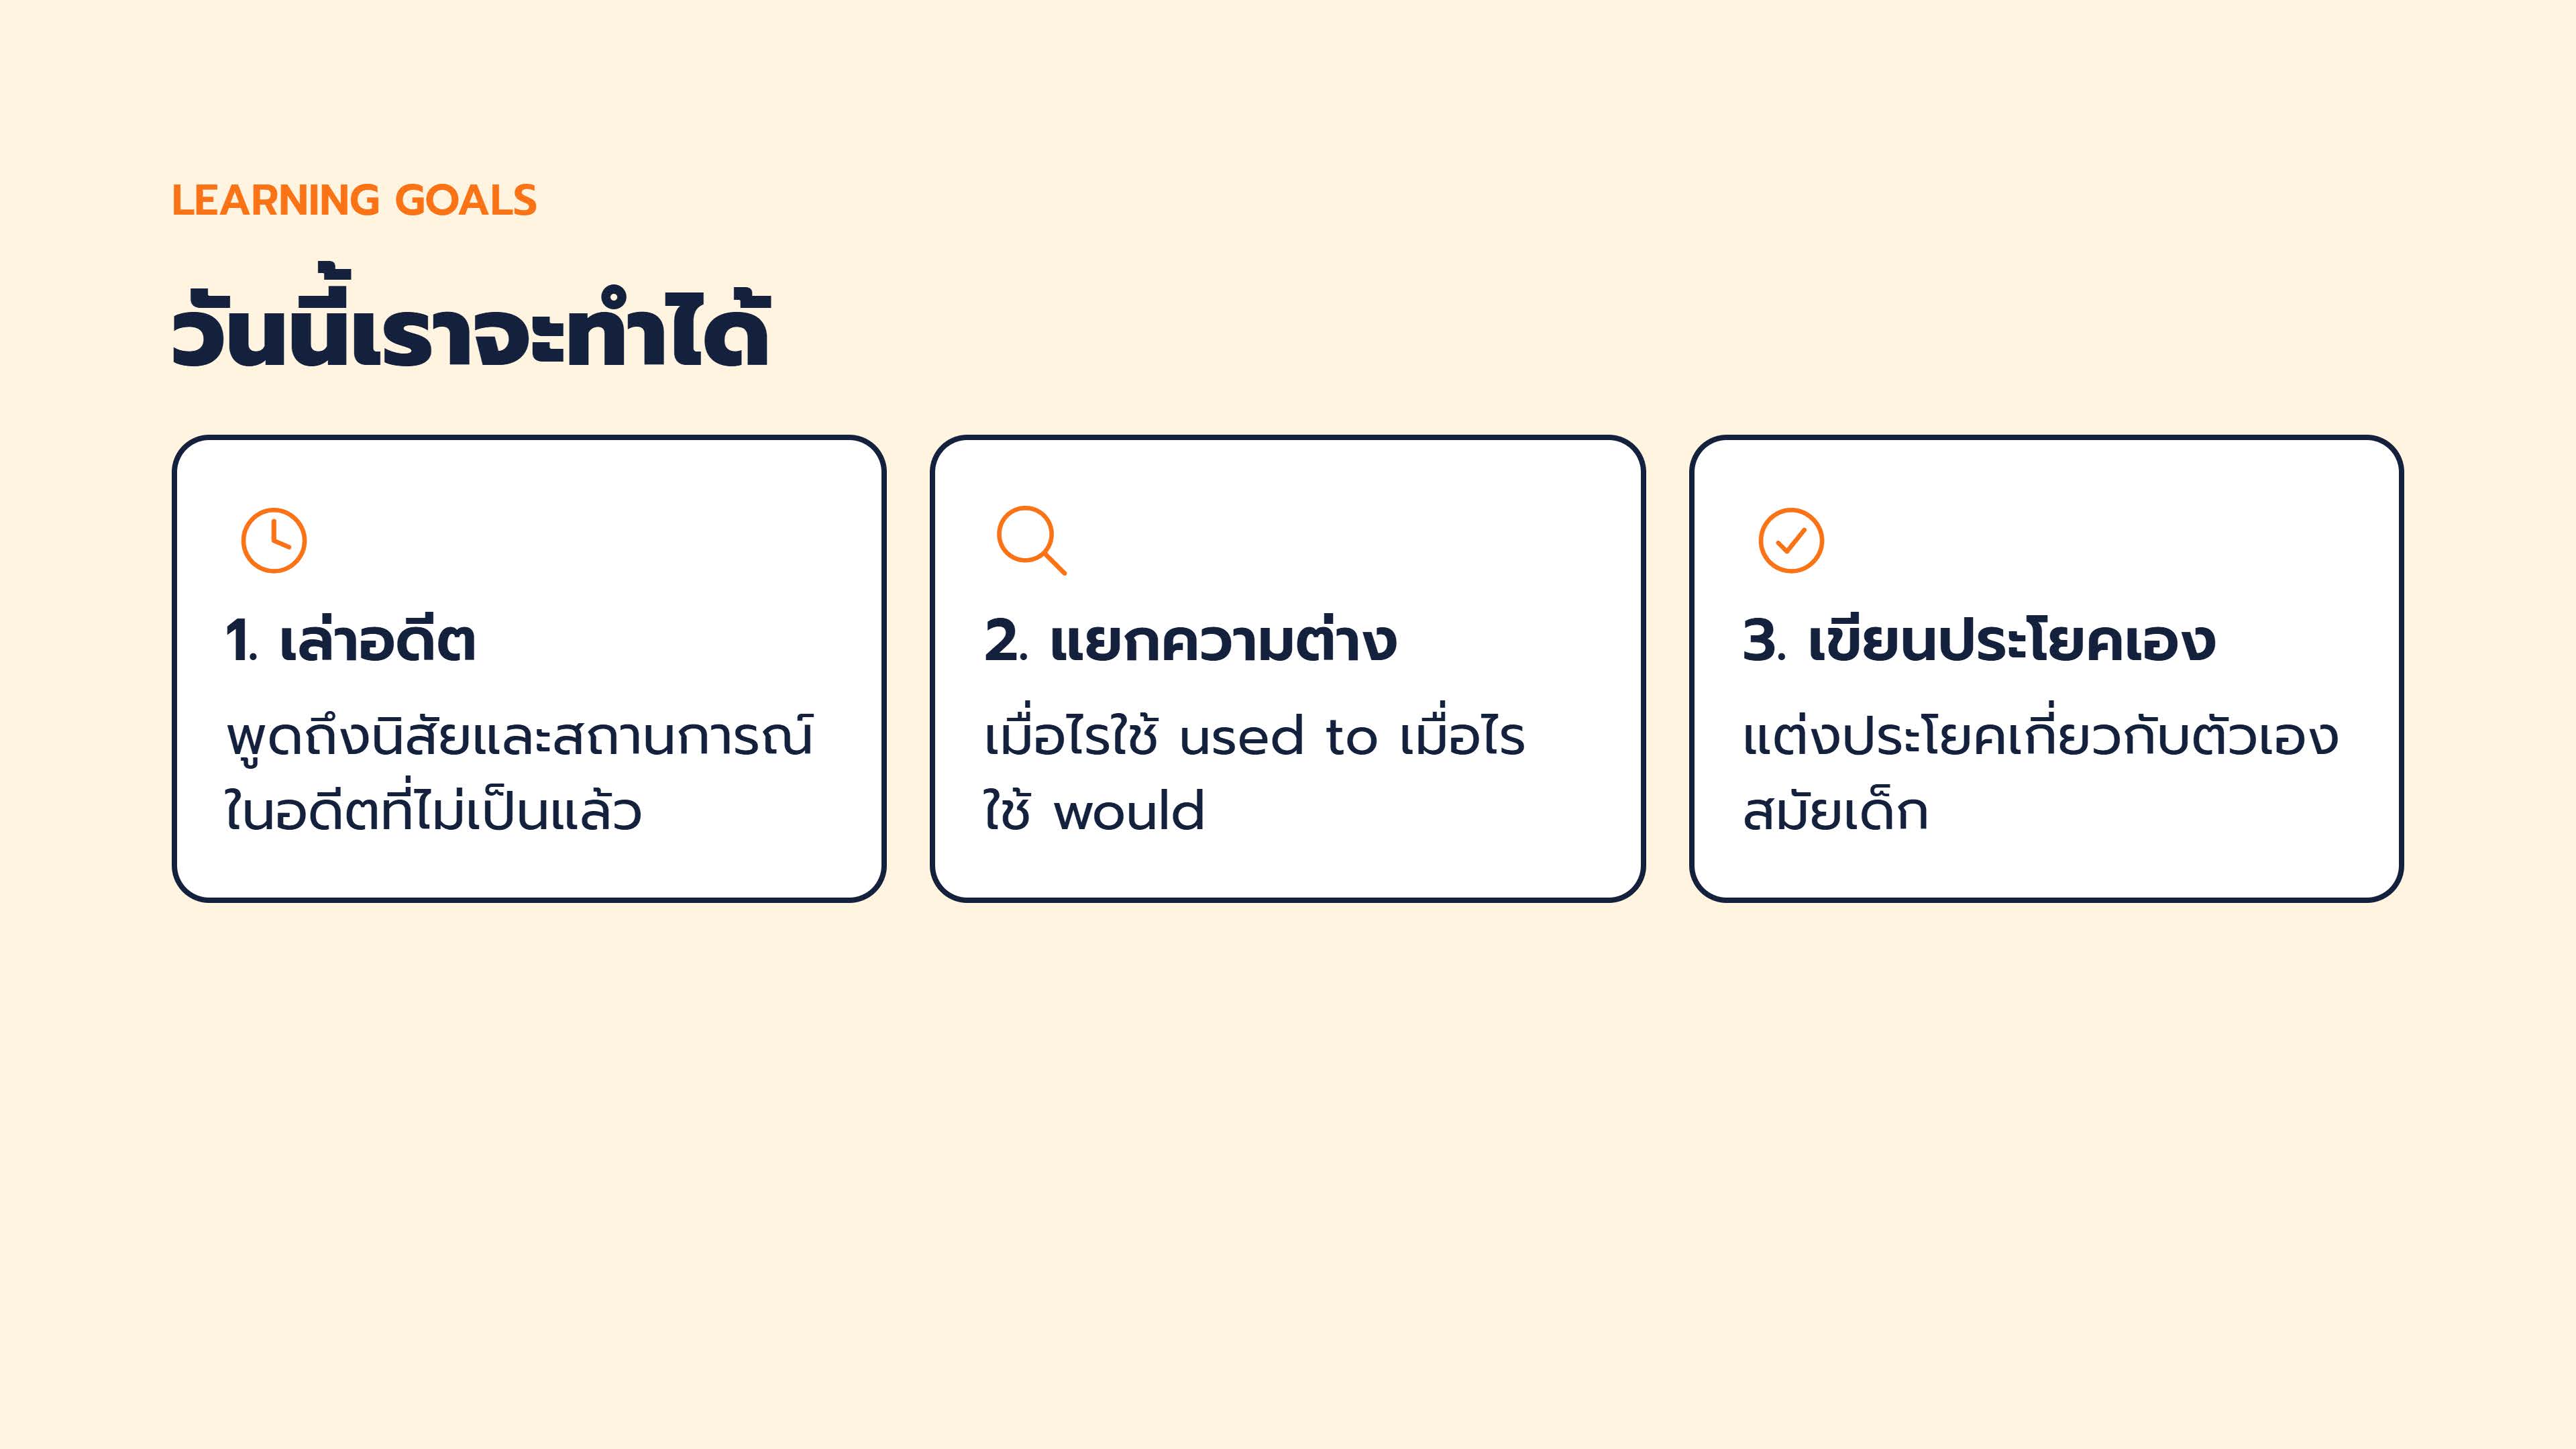 LEARNING GOALS
วันนี้เราจะทำได้
1. เล่าอดีต
พูดถึงนิสัยและสถานการณ์
ในอดีตที่ไม่เป็นแล้ว
2. แยกความต่าง
เมื่อไรใช้ used to เมื่อไร
ใช้ would
3. เขียนประโยคเอง
แต่งประโยคเกี่ยวกับตัวเอง
สมัยเด็ก